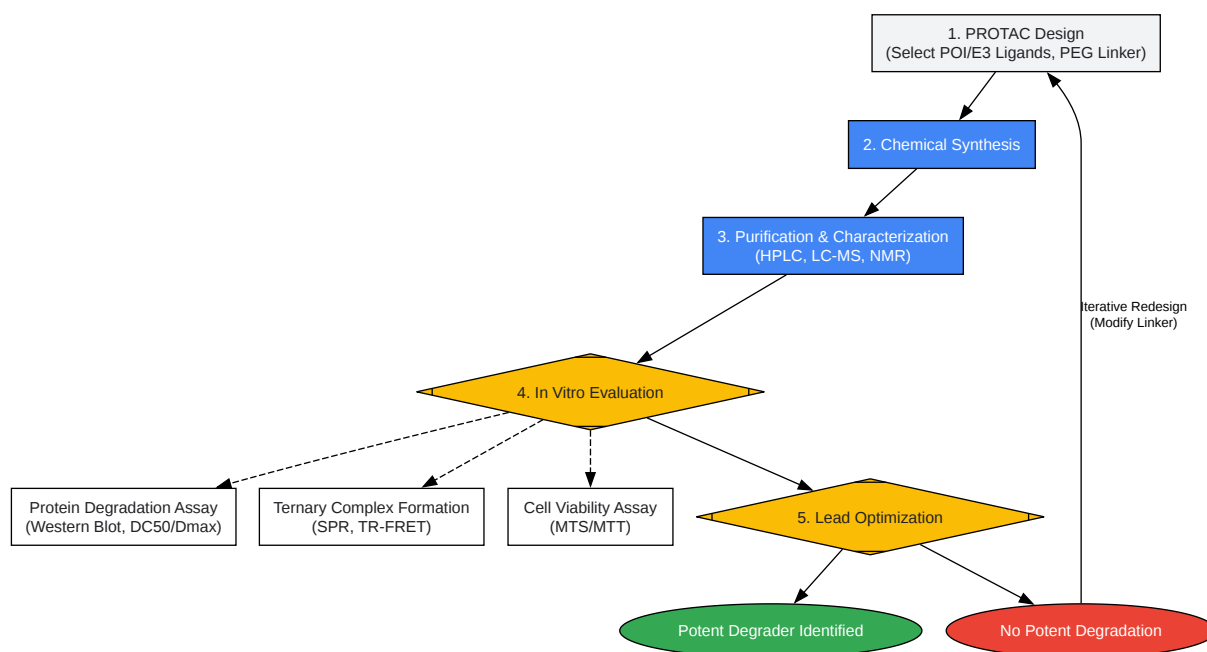 1. PROTAC Design
(Select POI/E3 Ligands, PEG Linker)
2. Chemical Synthesis
3. Purification & Characterization
(HPLC, LC-MS, NMR)
Iterative Redesign
(Modify Linker)
4. In Vitro Evaluation
Protein Degradation Assay
(Western Blot, DC50/Dmax)
Ternary Complex Formation
(SPR, TR-FRET)
Cell Viability Assay
(MTS/MTT)
5. Lead Optimization
Potent Degrader Identified
No Potent Degradation